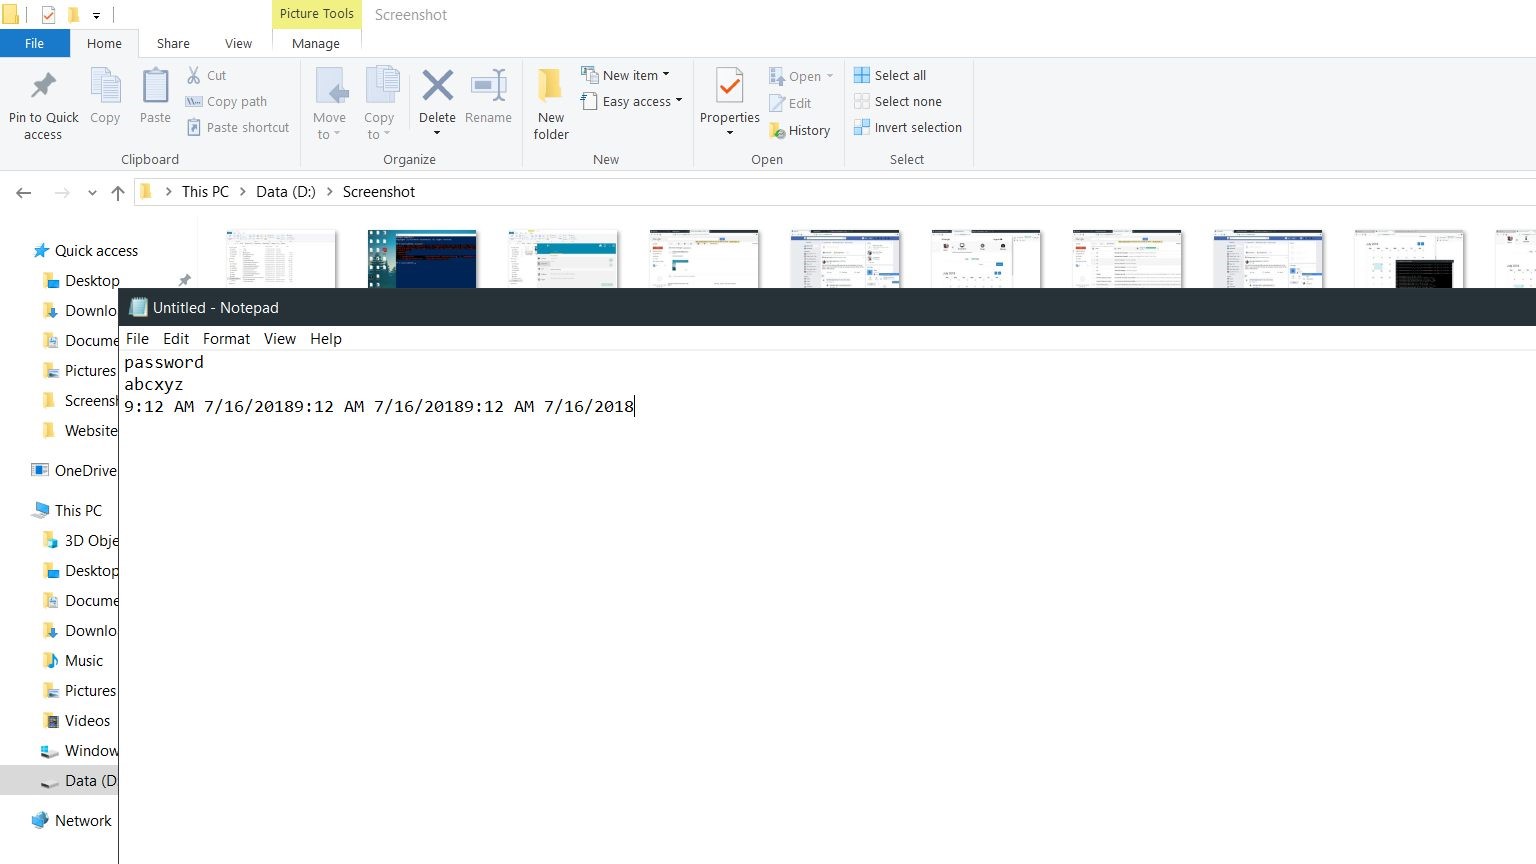 Picture Tools
Screenshot
File
Home
Share
View
Manage
Pin to Quick access
Copy
Paste
Cut
Copy path
Paste shortcut
Clipboard
Move to
Copy to
Delete
Rename
Organize
New folder
New item
Easy access
New
Properties
Open
Edit
History
Open
Select all
Select none
Invert selection
Select
This PC
Data (D:)
Screenshot
Quick access
Desktop
Downlo
Docume
Pictures
Screensh
Website
OneDrive
This PC
3D Obje
Desktop
Docume
Downlo
Music
Pictures
Videos
Window
Data (D
Network
Untitled - Notepad
File
Edit
Format
View
Help
password
abcxyz
9:12 AM 7/16/20189:12 AM 7/16/20189:12 AM 7/16/2018